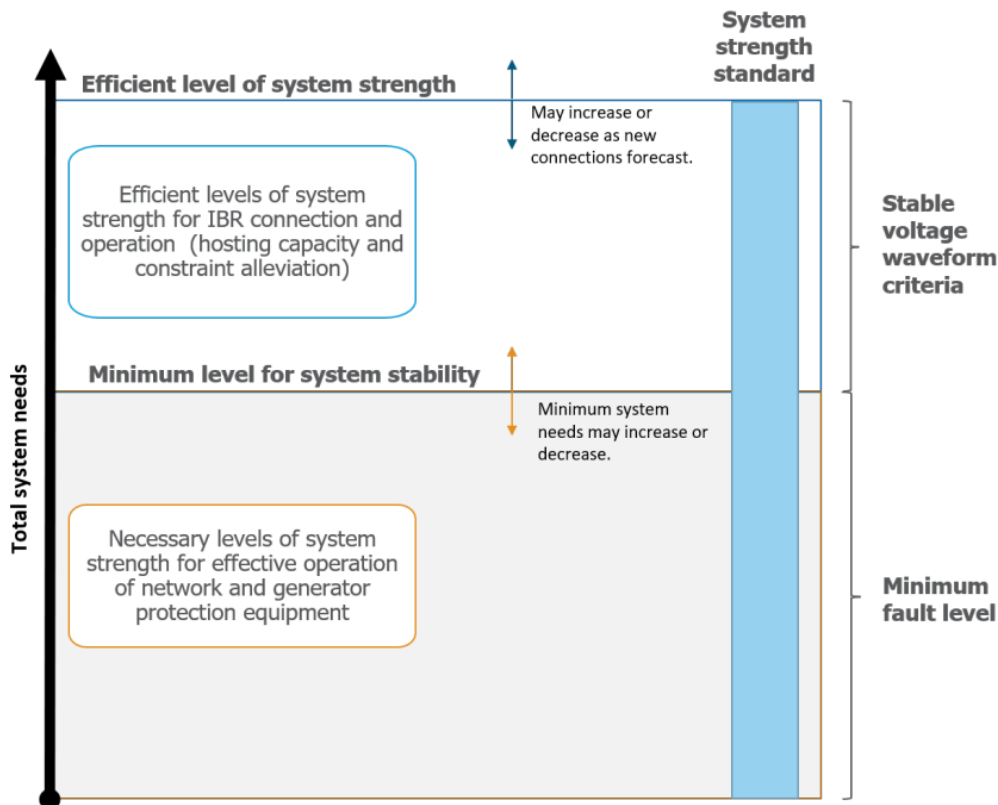 System
strength
standard
Efficient level of system strength
May increase or
decrease as new
connections forecast.
Efficient levels of system
strength for IBR connection and
operation (hosting capacity and
constraint alleviation)
Stable
voltage
waveform
criteria
Minimum level for system stability
Minimum system
needs may increase or
decrease.
Total system needs
Necessary levels of system
strength for effective operation
of network and generator
protection equipment
Minimum
fault level